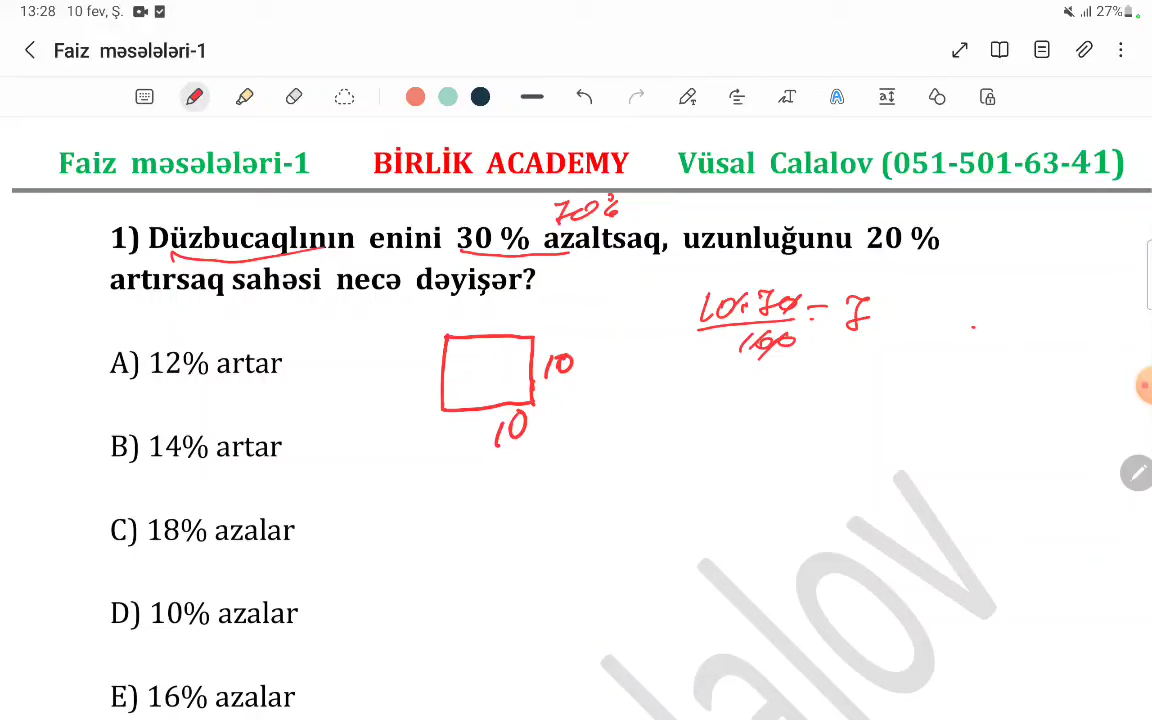 13:28 10 fev, Ş. 27%
Faiz məsələləri-1
Faiz məsələləri-1 BİRLİK ACADEMY Vüsal Calalov (051-501-63-41)
70%
1) Düzbucaqlının enini 30 % azaltsaq, uzunluğunu 20 %
artırsaq sahəsi necə dəyişər?
10·70/100 = 7
A) 12% artar
10
10
B) 14% artar
C) 18% azalar
D) 10% azalar
E) 16% azalar
alov